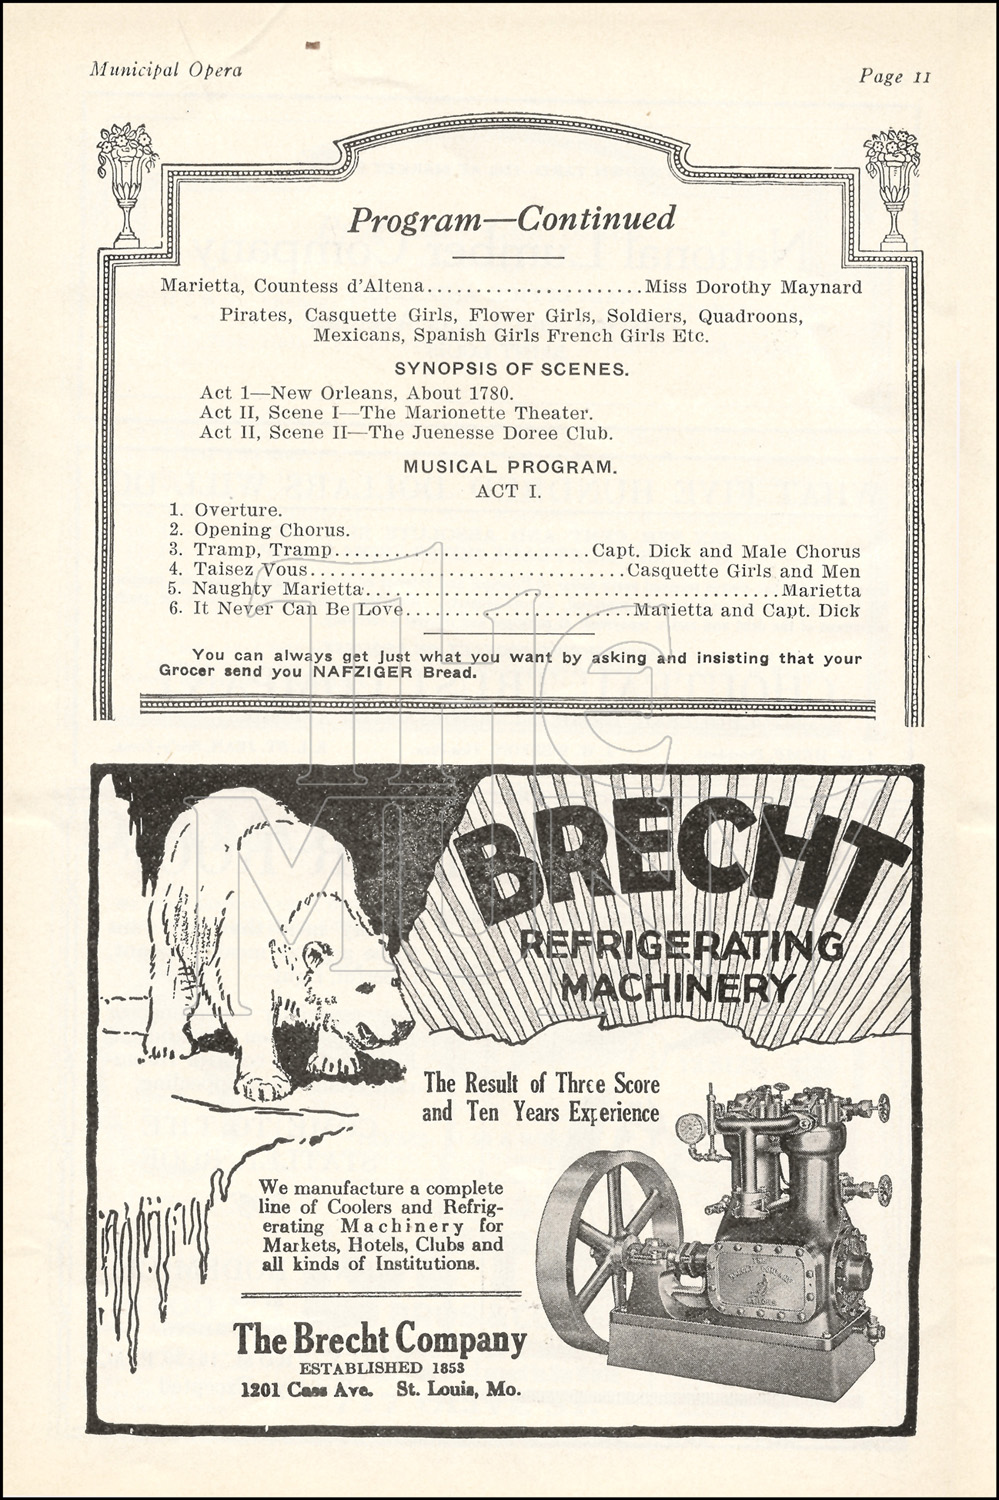 Municipal Opera
Page 11
Program—Continued
Marietta, Countess d'Altena......................Miss Dorothy Maynard
Pirates, Casquette Girls, Flower Girls, Soldiers, Quadroons,
Mexicans, Spanish Girls French Girls Etc.
SYNOPSIS OF SCENES.
Act 1—New Orleans, About 1780.
Act II, Scene I—The Marionette Theater.
Act II, Scene II—The Juenesse Doree Club.
MUSICAL PROGRAM.
ACT I.
1. Overture.
2. Opening Chorus.
3. Tramp, Tramp..........................Capt. Dick and Male Chorus
4. Taisez Vous................................Casquette Girls and Men
5. Naughty Marietta..........................................Marietta
6. It Never Can Be Love.......................Marietta and Capt. Dick
You can always get just what you want by asking and insisting that your
Grocer send you NAFZIGER Bread.
The
MUNY
BRECHT
REFRIGERATING
MACHINERY
The Result of Three Score
and Ten Years Experience
We manufacture a complete
line of Coolers and Refrig-
erating Machinery for
Markets, Hotels, Clubs and
all kinds of Institutions.
The Brecht Company
ESTABLISHED 1853
1201 Cass Ave. St. Louis, Mo.